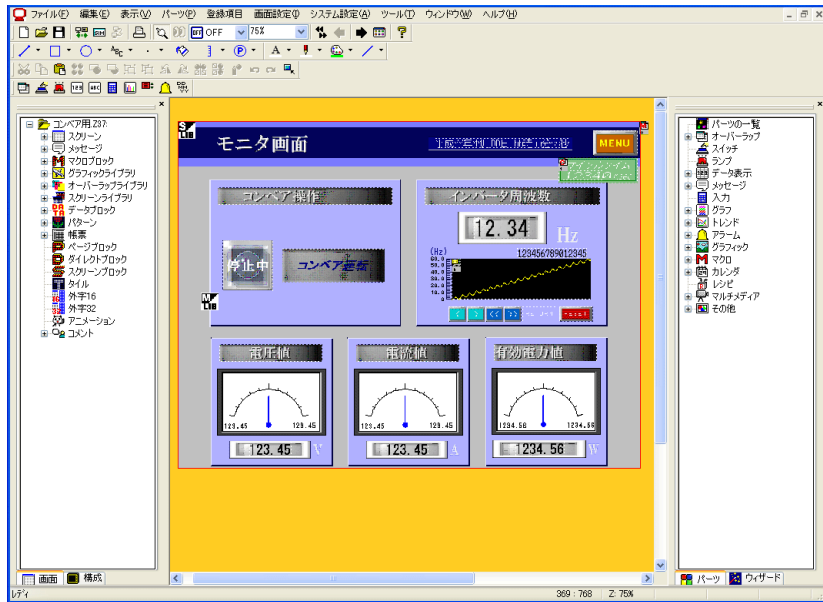 ファイル(F) 編集(E) 表示(V) パーツ(P) 登録項目 画面設定(I) システム設定(A) ツール(T) ウィンドウ(W) ヘルプ(H)
OFF 75%
コンベア用.Z37:
スクリーン
メッセージ
マクロブロック
グラフィックライブラリ
オーバーラップライブラリ
スクリーンライブラリ
データブロック
パターン
帳票
ページブロック
ダイレクトブロック
スクリーンブロック
タイル
外字16
外字32
アニメーション
コメント
画面 構成
S Lib
モニタ画面
MENU
コンベア操作
停止中
コンベア運転
M Lib
インバータ周波数
12.34 Hz
(Hz) 123456789012345
電圧値
123.45 123.45
123.45 V
電流値
123.45 123.45
123.45 A
有効電力値
1234.56 1234.56
1234.56 W
パーツの一覧
オーバーラップ
スイッチ
ランプ
データ表示
メッセージ
入力
グラフ
トレンド
アラーム
グラフィック
マクロ
カレンダ
レシピ
マルチメディア
その他
パーツ ウィザード
レディ 369 : 768 Z: 75%